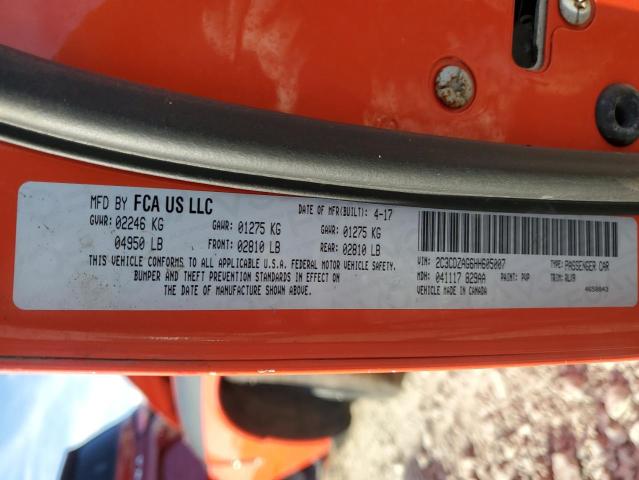 MFD BY FCA US LLC
DATE OF MFR(BUILT): 4-17
GVWR: 02246 KG GAWR: 01275 KG GAWR: 01275 KG
04950 LB FRONT: 02810 LB REAR: 02810 LB
THIS VEHICLE CONFORMS TO ALL APPLICABLE U.S.A. FEDERAL MOTOR VEHICLE SAFETY,
BUMPER AND THEFT PREVENTION STANDARDS IN EFFECT ON
THE DATE OF MANUFACTURE SHOWN ABOVE.
VIN: 2C3CDZAG6HH605007 TYPE: PASSENGER CAR
MDH: 041117 829AA PAINT: PVP TRIM: ALX9
VEHICLE MADE IN CANADA 4658843